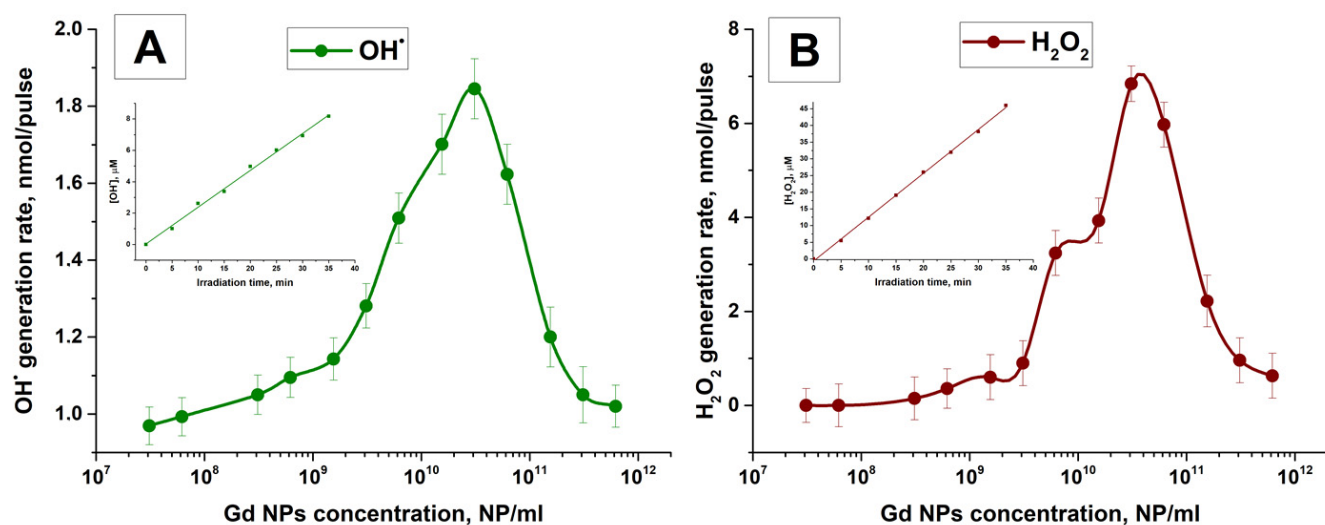 A
OH•
OH• generation rate, nmol/pulse
2.0
1.8
1.6
1.4
1.2
1.0
[OH•], μM
8
6
4
2
0
0 5 10 15 20 25 30 35 40
Irradiation time, min
10⁷ 10⁸ 10⁹ 10¹⁰ 10¹¹ 10¹²
Gd NPs concentration, NP/ml
B
H₂O₂
H₂O₂ generation rate, nmol/pulse
8
6
4
2
0
[H₂O₂], μM
45
40
35
30
25
20
15
10
5
0
0 5 10 15 20 25 30 35 40
Irradiation time, min
10⁷ 10⁸ 10⁹ 10¹⁰ 10¹¹ 10¹²
Gd NPs concentration, NP/ml